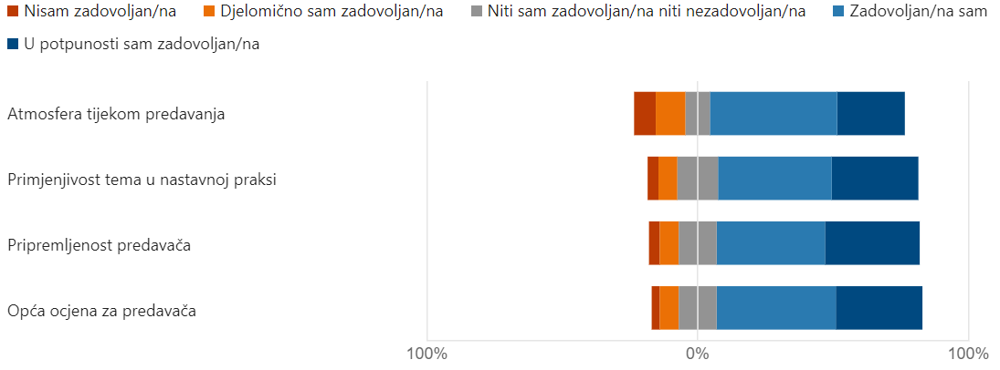 Nisam zadovoljan/na Djelomično sam zadovoljan/na Niti sam zadovoljan/na niti nezadovoljan/na Zadovoljan/na sam
U potpunosti sam zadovoljan/na
Atmosfera tijekom predavanja
Primjenjivost tema u nastavnoj praksi
Pripremljenost predavača
Opća ocjena za predavača
100% 0% 100%